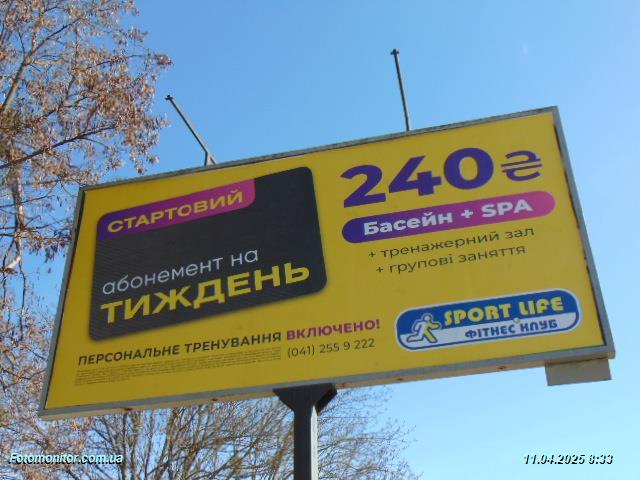 СТАРТОВИЙ
абонемент на
ТИЖДЕНЬ
240₴
Басейн + SPA
+ тренажерний зал
+ групові заняття
ПЕРСОНАЛЬНЕ ТРЕНУВАННЯ ВКЛЮЧЕНО!
(041) 255 9 222
SPORT LIFE
ФІТНЕС КЛУБ
Fotomonitor.com.ua
11.04.2025 8:33